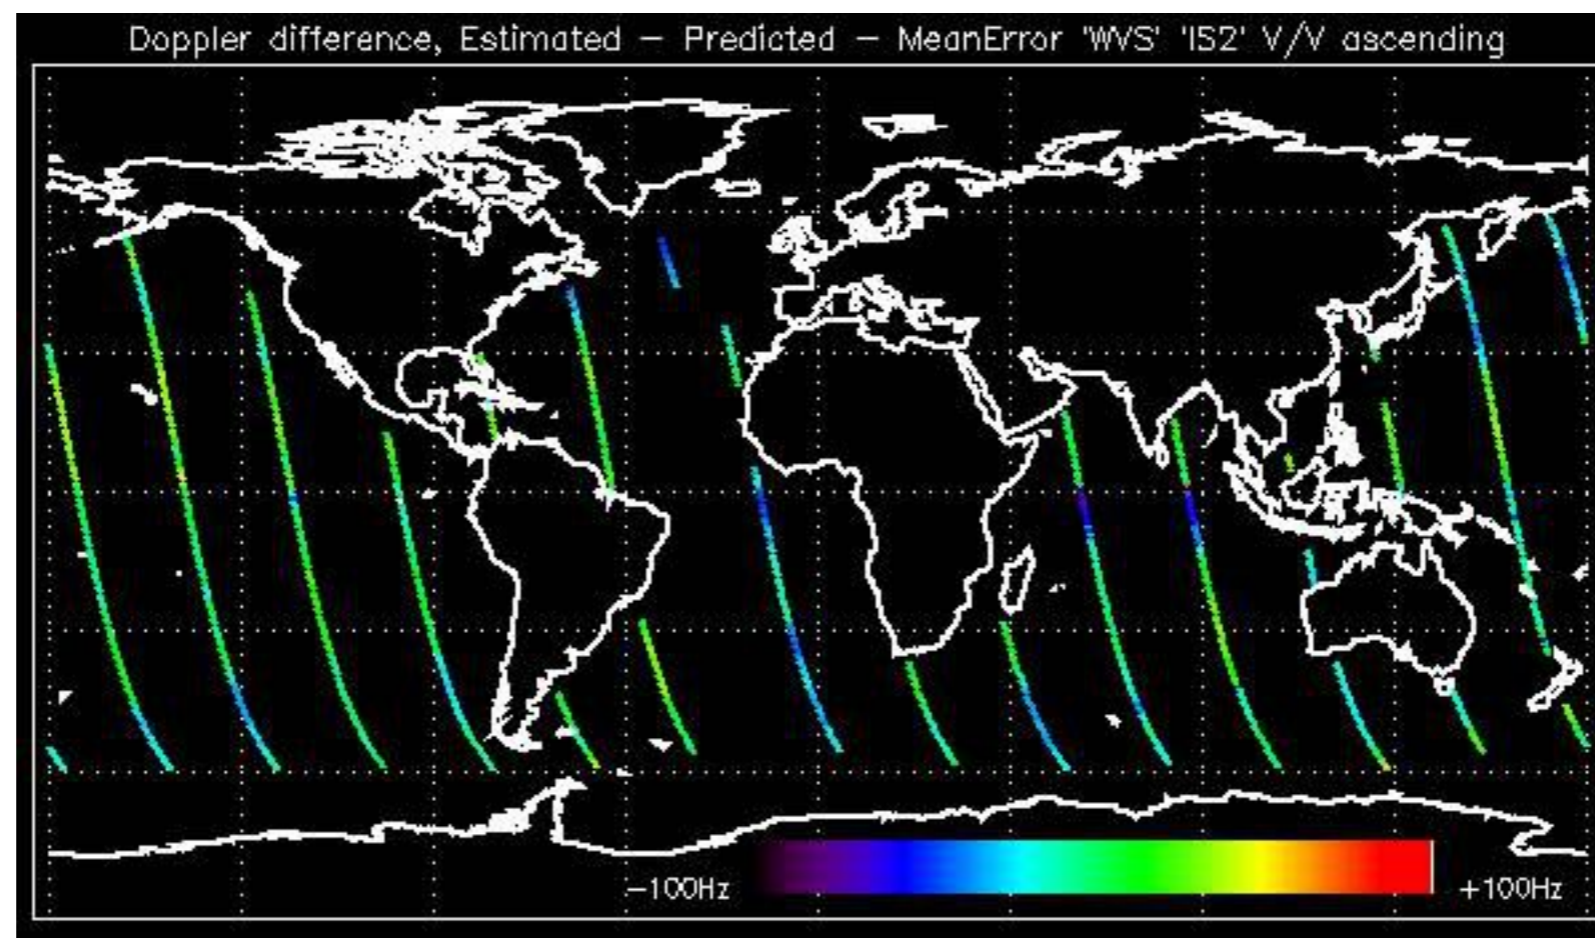 Doppler difference, Estimated – Predicted – MeanError 'WVS' 'IS2' V/V ascending
–100Hz +100Hz